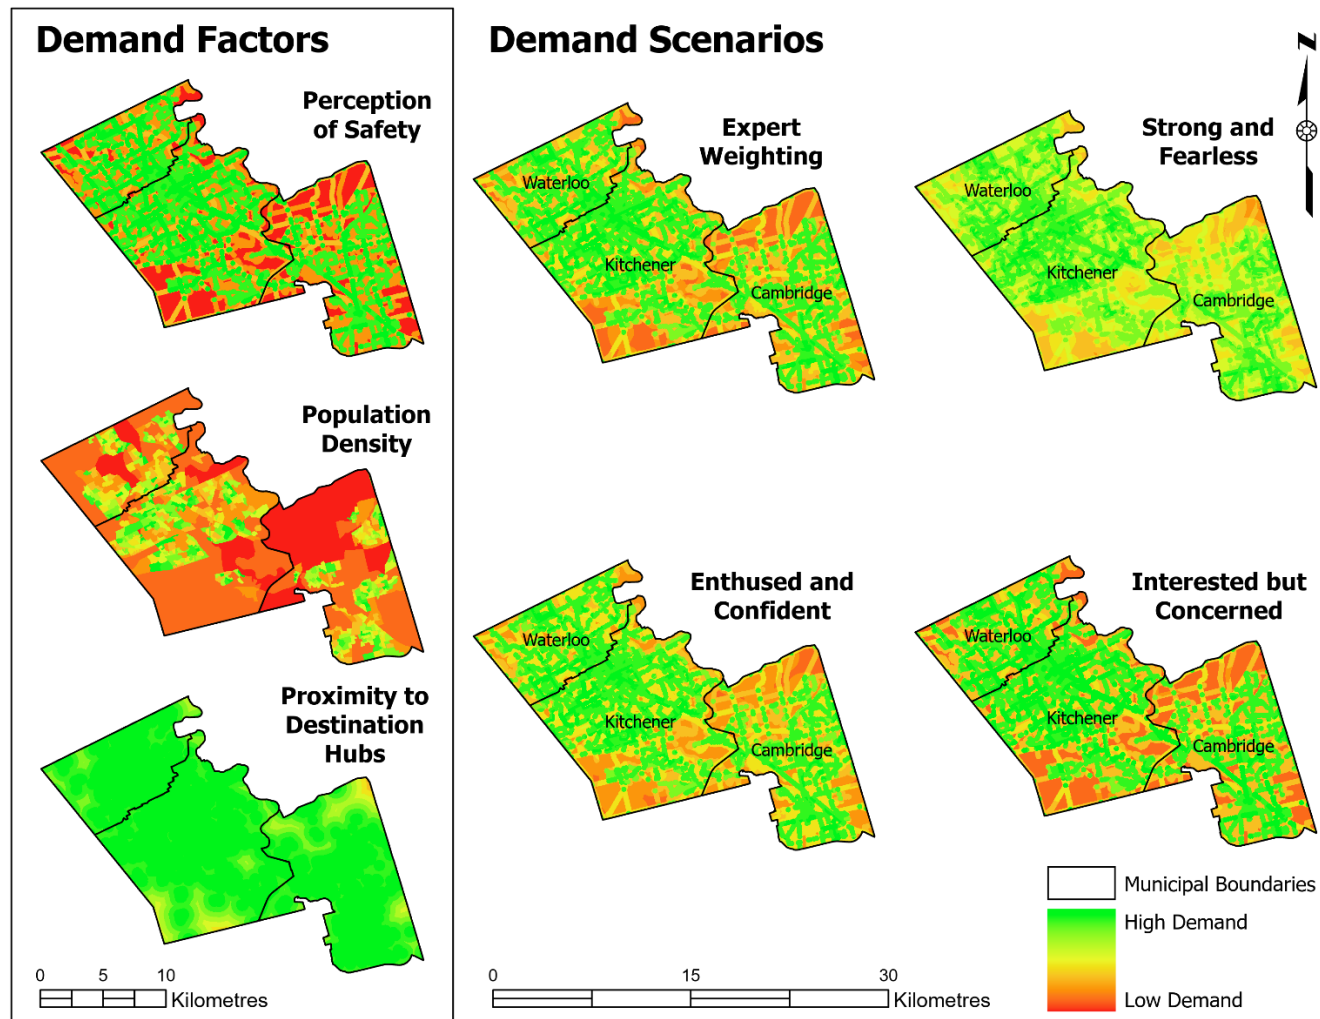 Demand Factors
Perception
of Safety
Population
Density
Proximity to
Destination
Hubs
0 5 10
Kilometres
Demand Scenarios
N
Expert
Weighting
Waterloo
Kitchener
Cambridge
Strong and
Fearless
Waterloo
Kitchener
Cambridge
Enthused and
Confident
Waterloo
Kitchener
Cambridge
Interested but
Concerned
Waterloo
Kitchener
Cambridge
Municipal Boundaries
High Demand
Low Demand
0 15 30
Kilometres